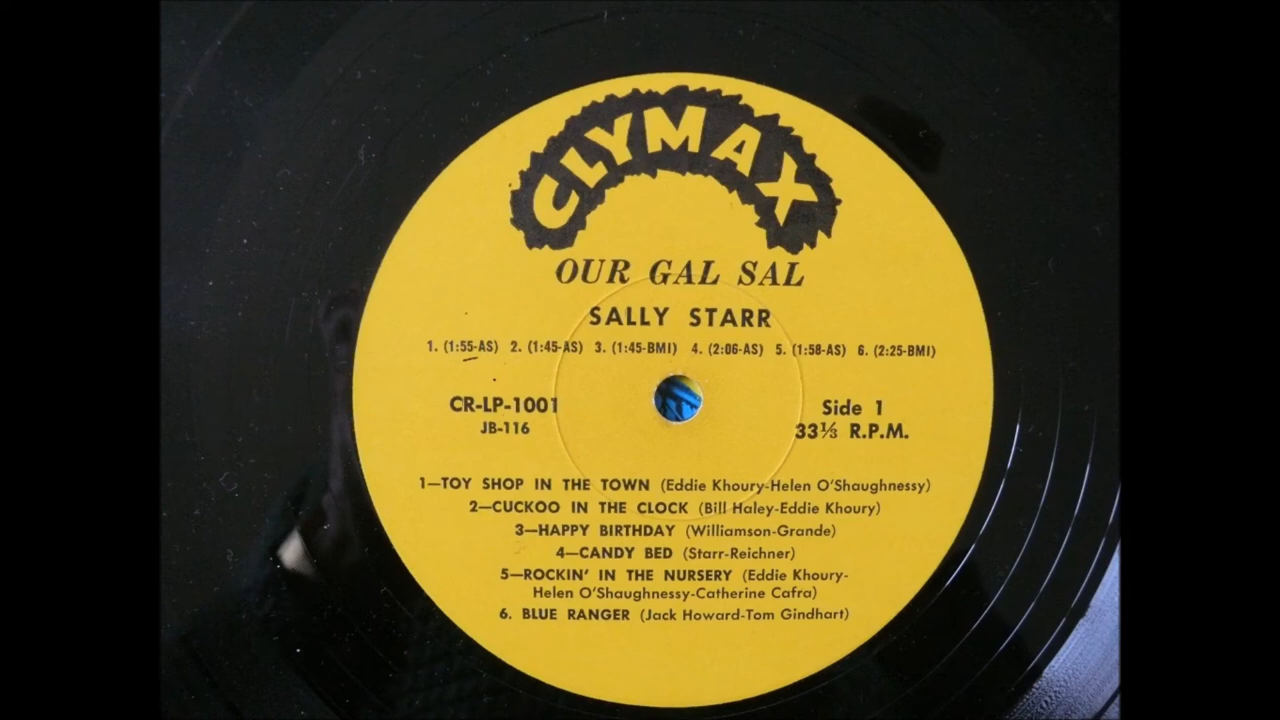 CLYMAX
OUR GAL SAL
SALLY STARR
1. (1:55-AS) 2. (1:45-AS) 3. (1:45-BMI) 4. (2:06-AS) 5. (1:58-AS) 6. (2:25-BMI)
CR-LP-1001
JB-116
Side 1
33⅓ R.P.M.
1—TOY SHOP IN THE TOWN (Eddie Khoury-Helen O'Shaughnessy)
2—CUCKOO IN THE CLOCK (Bill Haley-Eddie Khoury)
3—HAPPY BIRTHDAY (Williamson-Grande)
4—CANDY BED (Starr-Reichner)
5—ROCKIN' IN THE NURSERY (Eddie Khoury-
Helen O'Shaughnessy-Catherine Cafra)
6. BLUE RANGER (Jack Howard-Tom Gindhart)